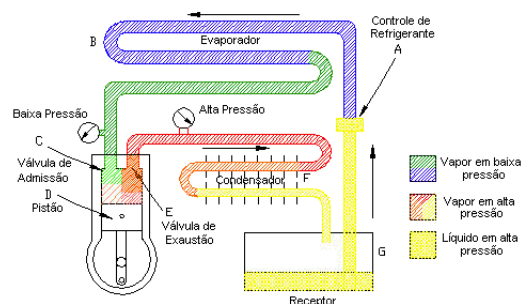 Controle de
Refrigerante
A
B
Evaporador
Baixa Pressão
Alta Pressão
C
Válvula de
Admissão
D
Pistão
E
Válvula de
Exaustão
Condensador
F
G
Receptor
Vapor em baixa
pressão
Vapor em alta
pressão
Líquido em alta
pressão